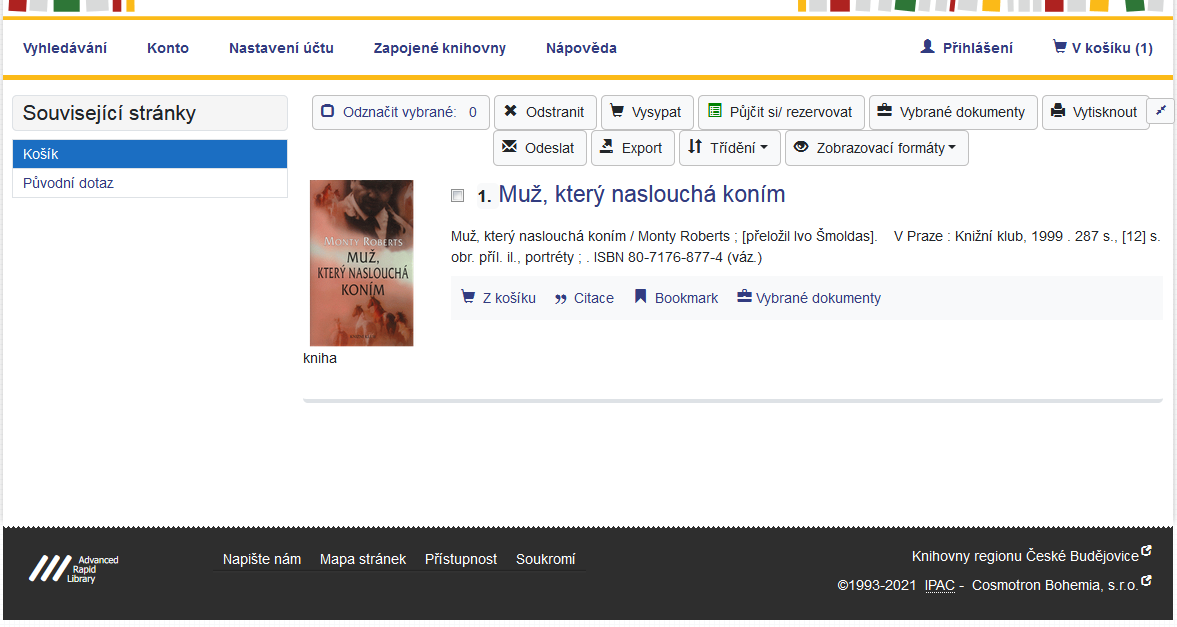 Vyhledávání Konto Nastavení účtu Zapojené knihovny Nápověda Přihlášení V košíku (1)
Související stránky
Košík
Původní dotaz
Odznačit vybrané: 0 Odstranit Vysypat Půjčit si/ rezervovat Vybrané dokumenty Vytisknout
Odeslat Export Třídění Zobrazovací formáty
MONTY ROBERTS
MUŽ,
KTERÝ NASLOUCHÁ
KONÍM
kniha
1. Muž, který naslouchá koním
Muž, který naslouchá koním / Monty Roberts ; [přeložil Ivo Šmoldas]. V Praze : Knižní klub, 1999 . 287 s., [12] s.
obr. příl. il., portréty ; . ISBN 80-7176-877-4 (váz.)
Z košíku Citace Bookmark Vybrané dokumenty
Advanced
Rapid
Library
Napište nám Mapa stránek Přístupnost Soukromí
Knihovny regionu České Budějovice
©1993-2021 IPAC - Cosmotron Bohemia, s.r.o.